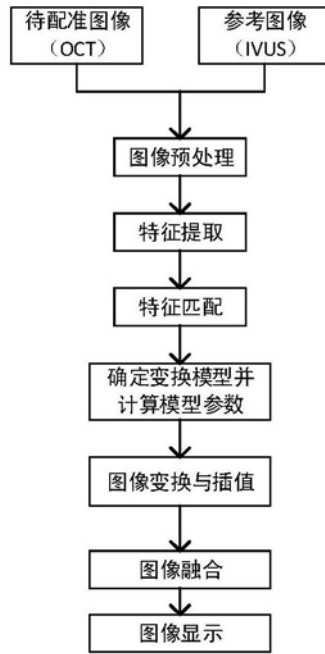 待配准图像
（OCT）
参考图像
（IVUS）
图像预处理
特征提取
特征匹配
确定变换模型并
计算模型参数
图像变换与插值
图像融合
图像显示